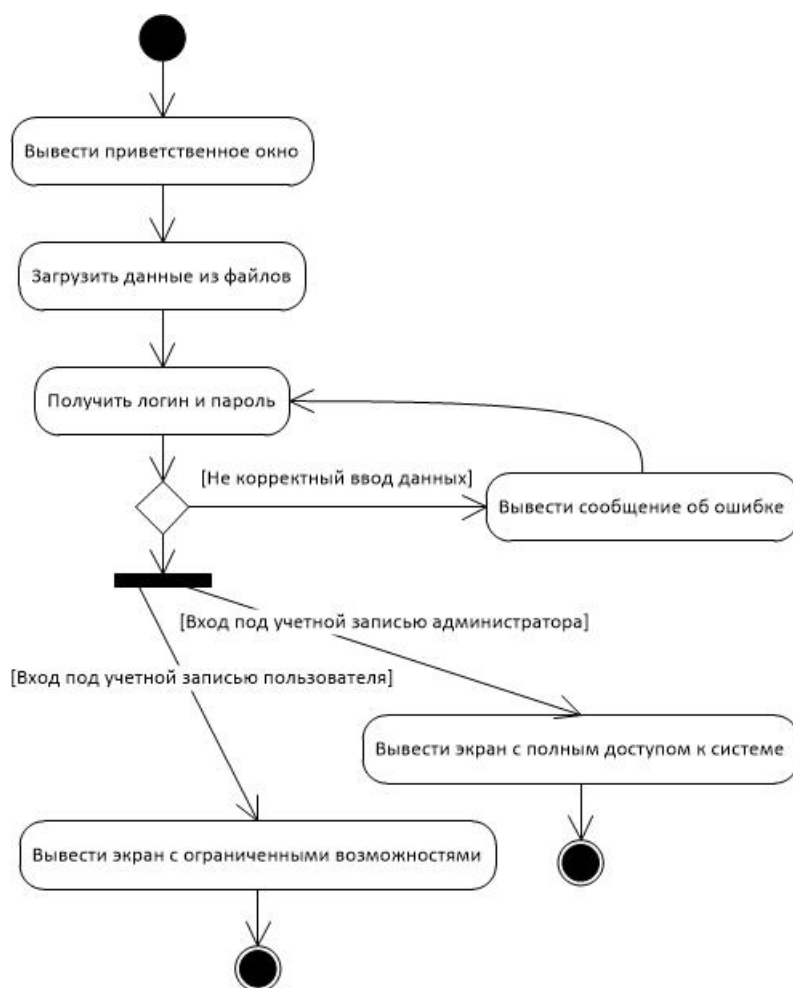 Вывести приветственное окно
Загрузить данные из файлов
Получить логин и пароль
[Не корректный ввод данных]
Вывести сообщение об ошибке
[Вход под учетной записью администратора]
[Вход под учетной записью пользователя]
Вывести экран с полным доступом к системе
Вывести экран с ограниченными возможностями